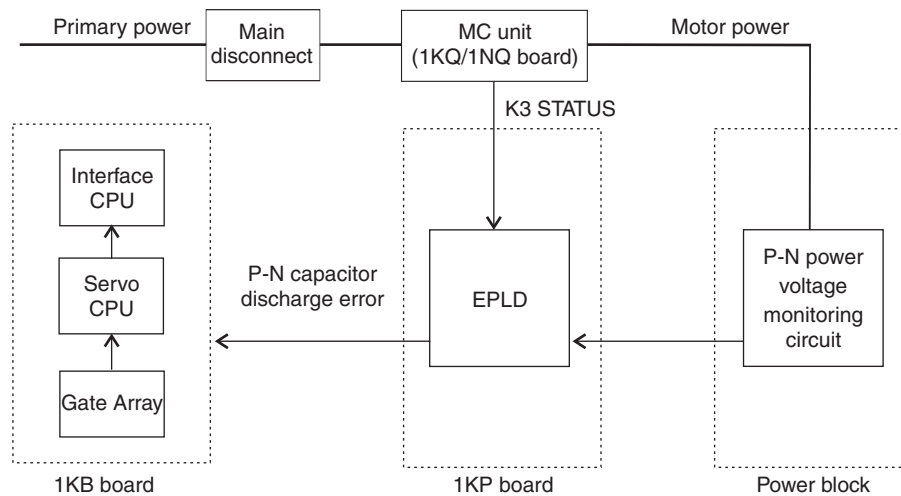 Primary power
Main
disconnect
MC unit
(1KQ/1NQ board)
Motor power
K3 STATUS
Interface
CPU
Servo
CPU
Gate Array
P-N capacitor
discharge error
EPLD
P-N power
voltage
monitoring
circuit
1KB board
1KP board
Power block